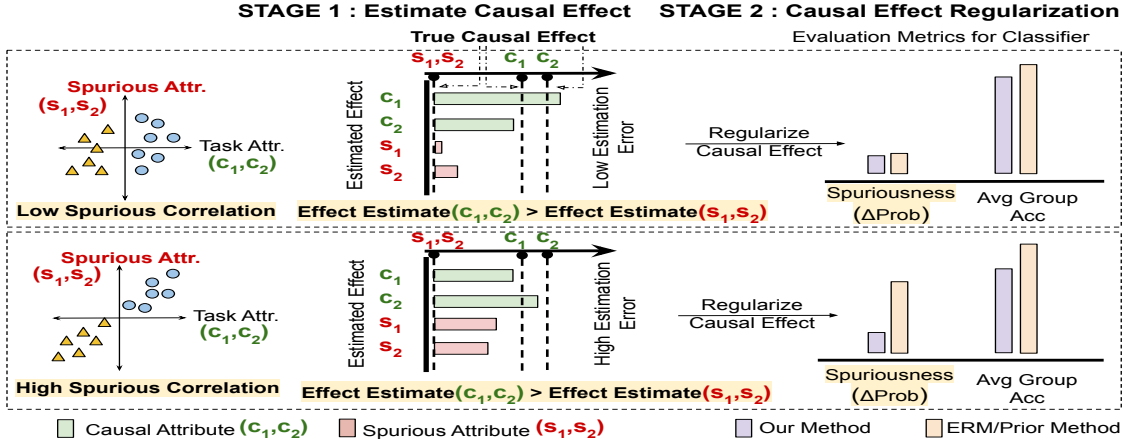 STAGE 1 : Estimate Causal Effect
STAGE 2 : Causal Effect Regularization
True Causal Effect
Evaluation Metrics for Classifier
Spurious Attr.
(s₁,s₂)
Task Attr.
(c₁,c₂)
Low Spurious Correlation
s₁,s₂ c₁ c₂
Estimated Effect
c₁
c₂
s₁
s₂
Low Estimation
Error
Effect Estimate(c₁,c₂) > Effect Estimate(s₁,s₂)
Regularize
Causal Effect
Spuriousness
(ΔProb)
Avg Group
Acc
Spurious Attr.
(s₁,s₂)
Task Attr.
(c₁,c₂)
High Spurious Correlation
s₁,s₂ c₁ c₂
Estimated Effect
c₁
c₂
s₁
s₂
High Estimation
Error
Effect Estimate(c₁,c₂) > Effect Estimate(s₁,s₂)
Regularize
Causal Effect
Spuriousness
(ΔProb)
Avg Group
Acc
Causal Attribute (c₁,c₂)
Spurious Attribute (s₁,s₂)
Our Method
ERM/Prior Method